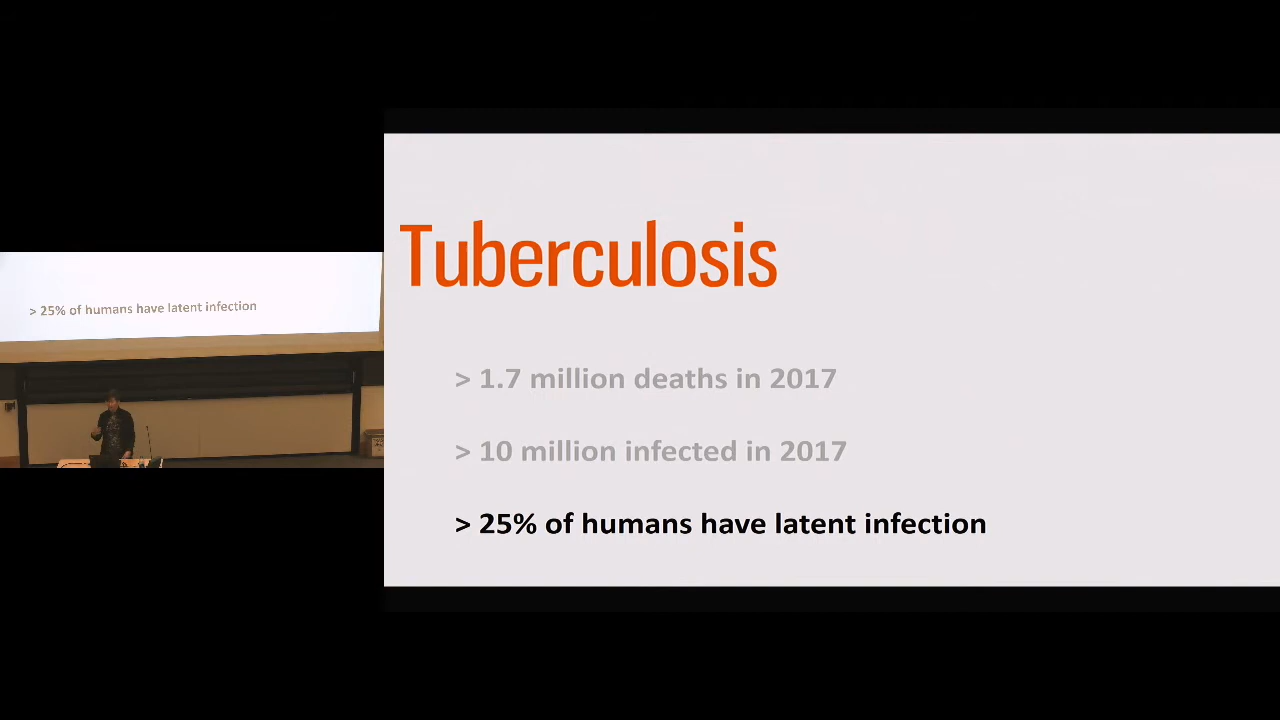 > 25% of humans have latent infection
Tuberculosis
> 1.7 million deaths in 2017
> 10 million infected in 2017
> 25% of humans have latent infection